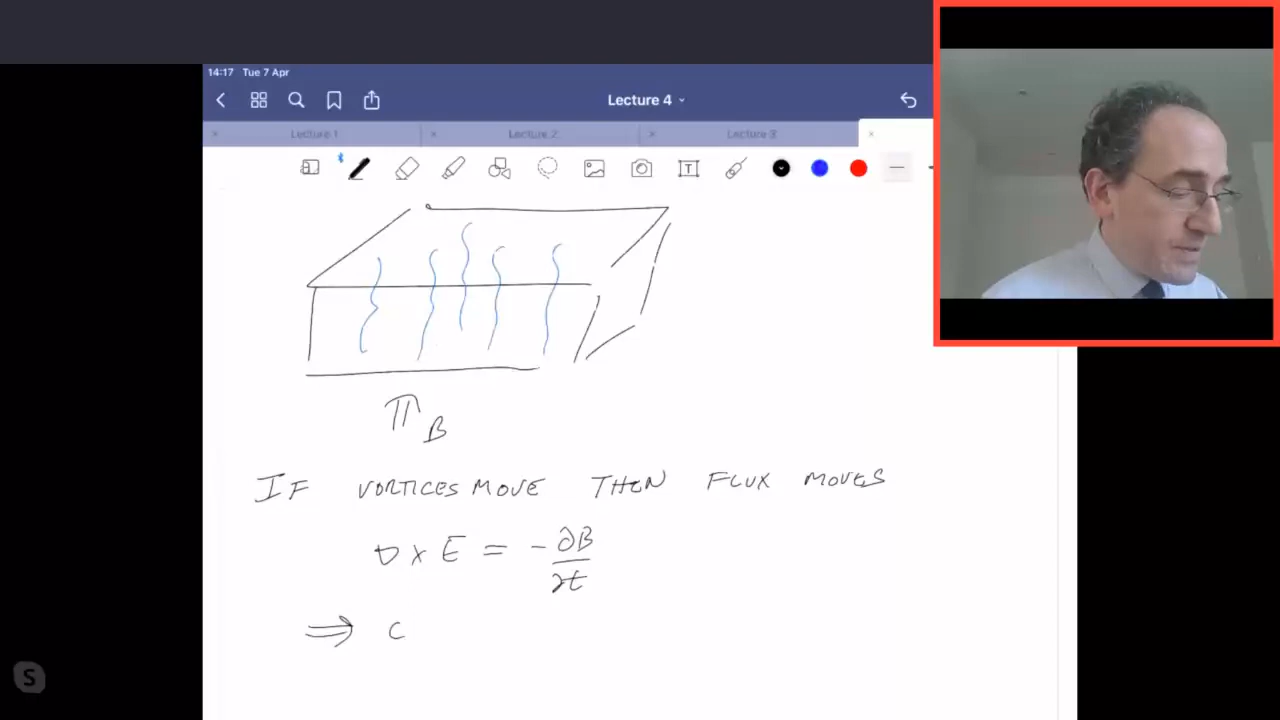 14:17 Tue 7 Apr
Lecture 4
Lecture 1
Lecture 2
Lecture 3
T
B
IF VORTICES MOVE THEN FLUX MOVES
∇ × E = - ∂B
∂t
⇒ C
S